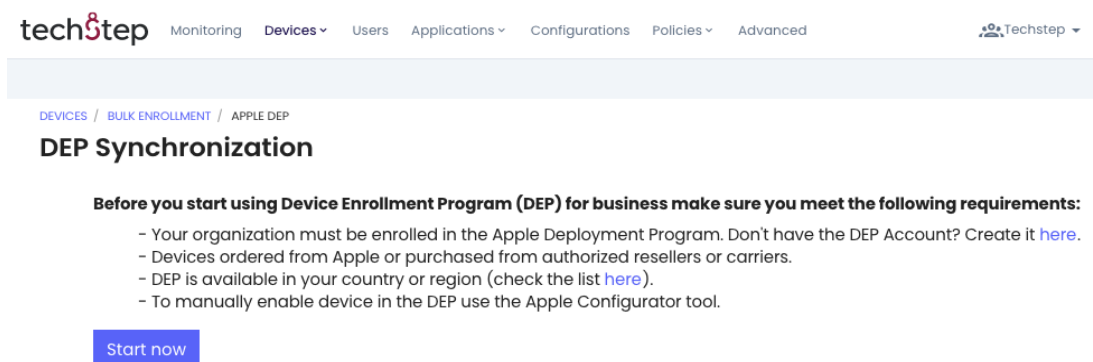 techstep Monitoring Devices Users Applications Configurations Policies Advanced Techstep
DEVICES / BULK ENROLLMENT / APPLE DEP
DEP Synchronization
Before you start using Device Enrollment Program (DEP) for business make sure you meet the following requirements:
- Your organization must be enrolled in the Apple Deployment Program. Don't have the DEP Account? Create it here.
- Devices ordered from Apple or purchased from authorized resellers or carriers.
- DEP is available in your country or region (check the list here).
- To manually enable device in the DEP use the Apple Configurator tool.
Start now